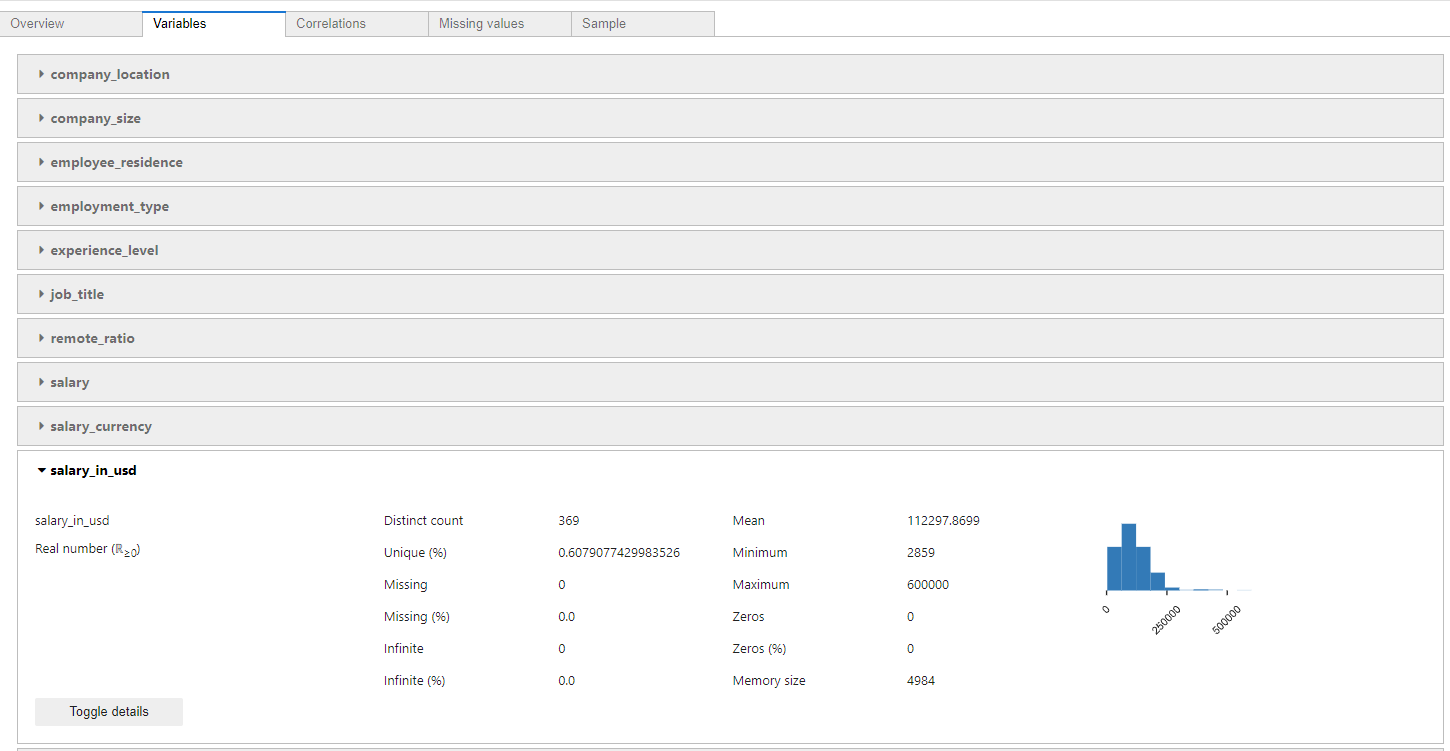 Overview Variables Correlations Missing values Sample
company_location
company_size
employee_residence
employment_type
experience_level
job_title
remote_ratio
salary
salary_currency
salary_in_usd
salary_in_usd Distinct count 369 Mean 112297.8699
Real number (ℝ≥0) Unique (%) 0.6079077429983526 Minimum 2859
Missing 0 Maximum 600000
Missing (%) 0.0 Zeros 0
Infinite 0 Zeros (%) 0
Infinite (%) 0.0 Memory size 4984
0 250000 500000
Toggle details